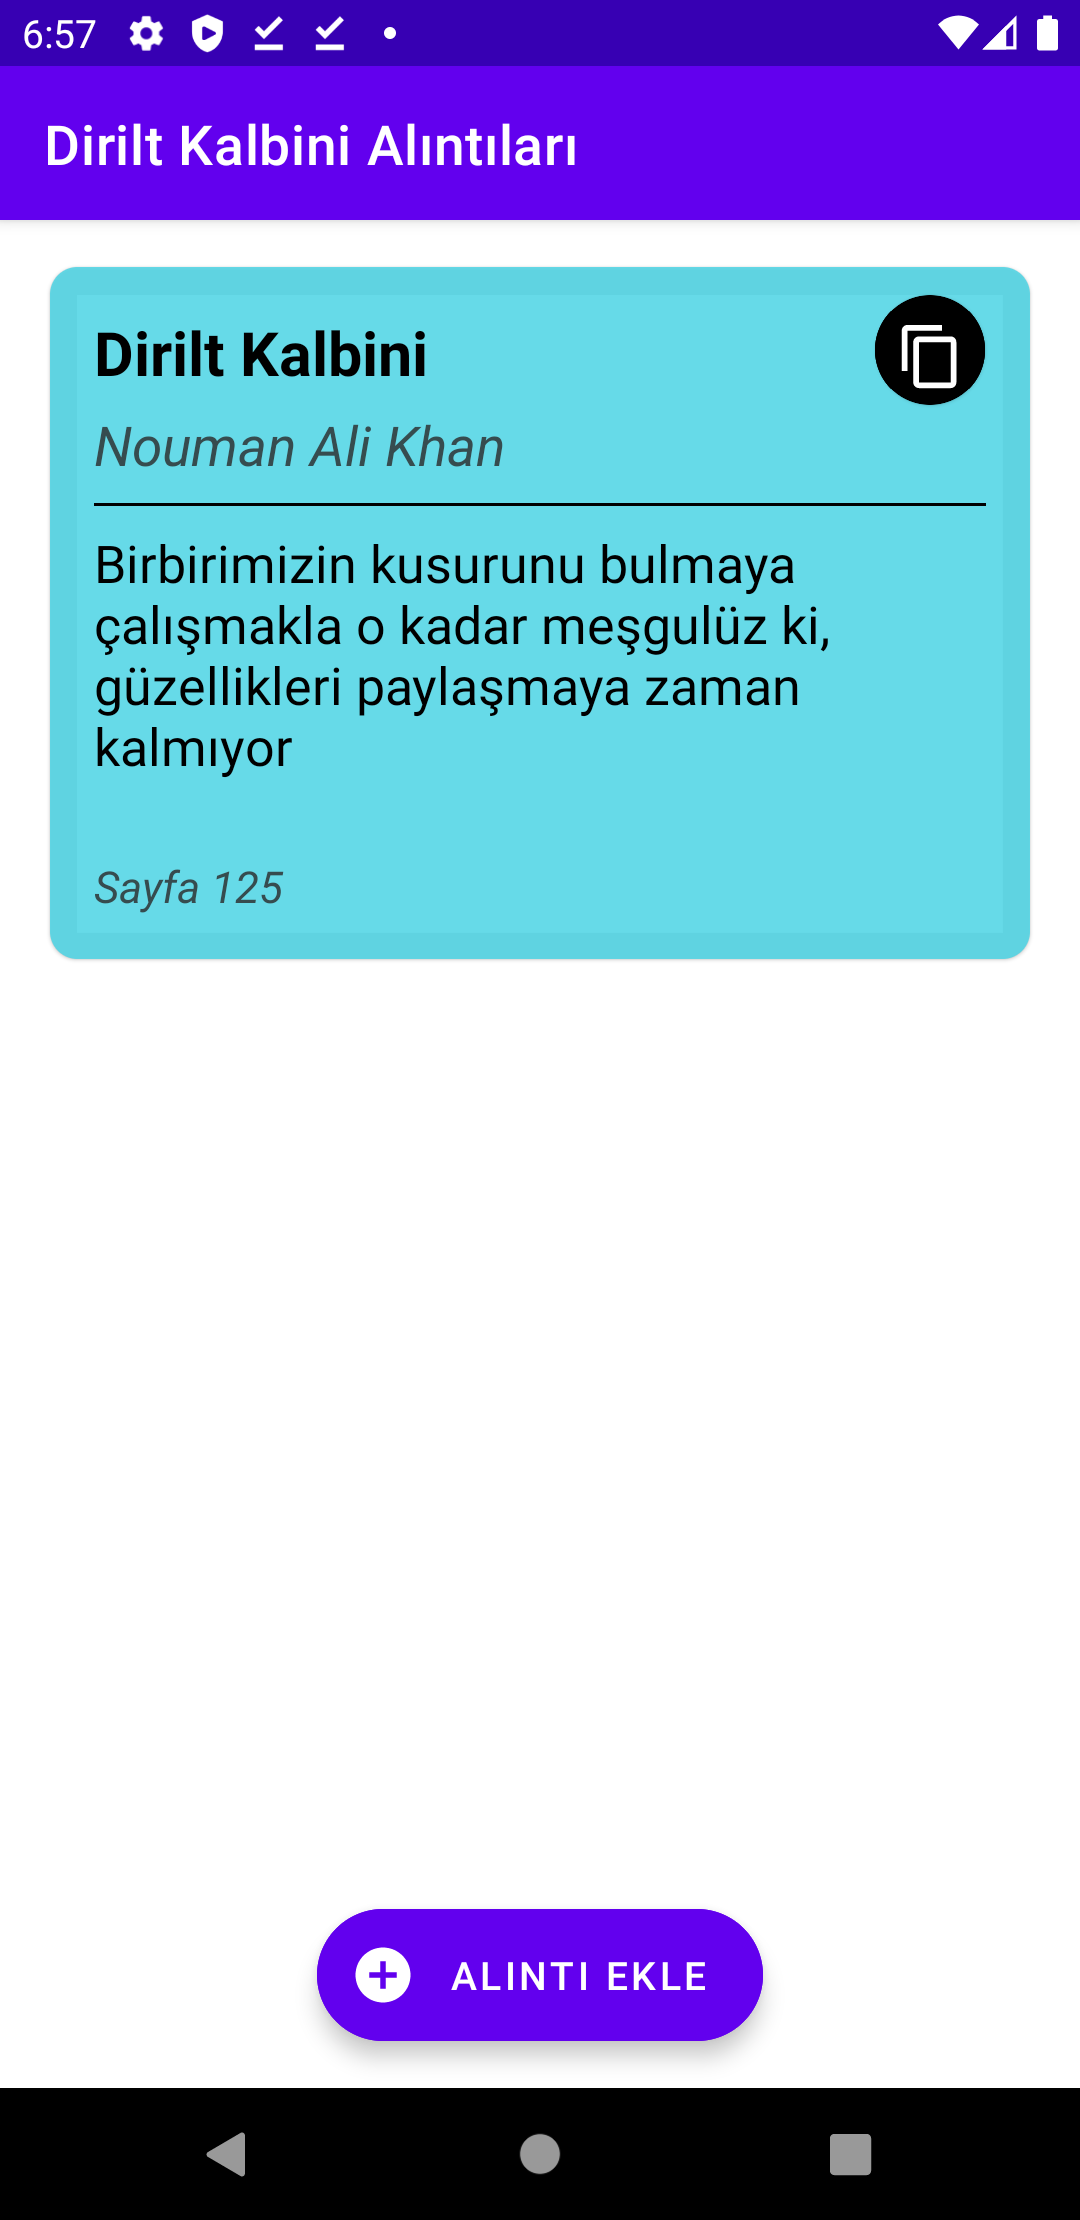 6:57
Dirilt Kalbini Alıntıları
Dirilt Kalbini
Nouman Ali Khan
Birbirimizin kusurunu bulmaya
çalışmakla o kadar meşgulüz ki,
güzellikleri paylaşmaya zaman
kalmıyor
Sayfa 125
ALINTI EKLE